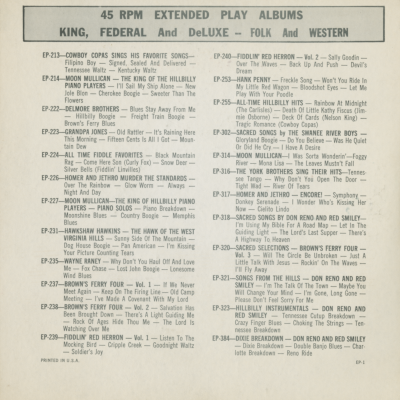 45 RPM EXTENDED PLAY ALBUMS
KING, FEDERAL And DeLUXE -- FOLK And WESTERN
EP-213—COWBOY COPAS SINGS HIS FAVORITE SONGS—
Filipino Boy — Signed, Sealed And Delivered —
Tennessee Waltz — Kentucky Waltz
EP-214—MOON MULLICAN - THE KING OF THE HILLBILLY
PIANO PLAYERS — I'll Sail My Ship Alone — New
Jole Blon — Cherokee Boogie — Sweeter Than The
Flowers
EP-222—DELMORE BROTHERS — Blues Stay Away From Me
— Hillbilly Boogie — Freight Train Boogie —
Brown's Ferry Blues
EP-223—GRANDPA JONES — Old Rattler — It's Raining Here
This Morning — Fifteen Cents Is All I Get — Moun-
tain Dew
EP-224—ALL TIME FIDDLE FAVORITES — Black Mountain
Rag — Come Here Son (Curly Fox) — Snow Deer —
Silver Bells (Fiddlin' Linvilles)
EP-226—HOMER AND JETHRO MURDER THE STANDARDS —
Over The Rainbow — Glow Worm — Always —
Night And Day
EP-227—MOON MULLICAN—THE KING OF HILLBILLY PIANO
PLAYERS — PIANO SOLOS — Piano Breakdown —
Moonshine Blues — Country Boogie — Memphis
Blues
EP-231—HAWKSHAW HAWKINS — THE HAWK OF THE WEST
VIRGINIA HILLS — Sunny Side Of The Mountain —
Dog House Boogie — Pan American — I'm Kissing
Your Picture Counting Tears
EP-235—WAYNE RANEY — Why Don't You Haul Off And Love
Me — Fox Chase — Lost John Boogie — Lonesome
Wind Blues
EP-237—BROWN'S FERRY FOUR — Vol. 1 — If We Never
Meet Again — Keep On The Firing Line — Old Camp
Meeting — I've Made A Covenant With My Lord
EP-238—BROWN'S FERRY FOUR — Vol. 2 — Salvation Has
Been Brought Down — There's A Light Guiding Me
— Rock Of Ages Hide Thou Me — The Lord Is
Watching Over Me
EP-239—FIDDLIN' RED HERRON — Vol. 1 — Listen To The
Mocking Bird — Cripple Creek — Goodnight Waltz
— Soldier's Joy
EP-240—FIDDLIN' RED HERRON — Vol. 2 — Sally Goodin —
Over The Waves — Back Up And Push — Devil's
Dream
EP-253—HANK PENNY — Freckle Song — Won't You Ride In
My Little Red Wagon — Bloodshot Eyes — Let Me
Play With Your Poodle
EP-255—ALL-TIME HILLBILLY HITS — Rainbow At Midnight
(The Carlisles) — Death Of Little Kathy Fiscus (Jim-
mie Osborne) — Deck Of Cards (Nelson King) —
Tragic Romance (Cowboy Copas)
EP-302—SACRED SONGS by THE SWANEE RIVER BOYS —
Gloryland Boogie — Do You Believe — Was He Quiet
Or Did He Cry — I Have A Desire
EP-314—MOON MULLICAN— I Was Sorta Wonderin'—Foggy
River — Mona Lisa — The Leaves Mustn't Fall
EP-316—THE YORK BROTHERS SING THEIR HITS—Tennes-
see Tango — Why Don't You Open The Door —
Tight Wad — River Of Tears
EP-317—HOMER and JETHRO — ENCORE! — Symphony —
Donkey Serenade — I Wonder Who's Kissing Her
Now — Cielito Linda
EP-318—SACRED SONGS BY DON RENO AND RED SMILEY—
I'm Using My Bible For A Road Map — Let In The
Guiding Light — The Lord's Last Supper — There's
A Highway To Heaven
EP-320—SACRED SELECTIONS — BROWN'S FERRY FOUR —
Vol. 3 — Will The Circle Be Unbroken — Just A
Little Talk With Jesus — Rockin' On The Waves —
I'll Fly Away
EP-321—SONGS FROM THE HILLS — DON RENO AND RED
SMILEY — I'm The Talk Of The Town — Maybe You
Will Change Your Mind — I'm Gone, Long Gone —
Please Don't Feel Sorry For Me
EP-325—HILLBILLY INSTRUMENTALS — DON RENO AND
RED SMILEY — Tennessee Cutup Breakdown —
Crazy Finger Blues — Choking The Strings — Ten-
nessee Breakdown
EP-384—DIXIE BREAKDOWN — DON RENO AND RED SMILEY
— Dixie Breakdown — Double Banjo Blues — Char-
lotte Breakdown — Reno Ride
PRINTED IN U.S.A.
EP-1